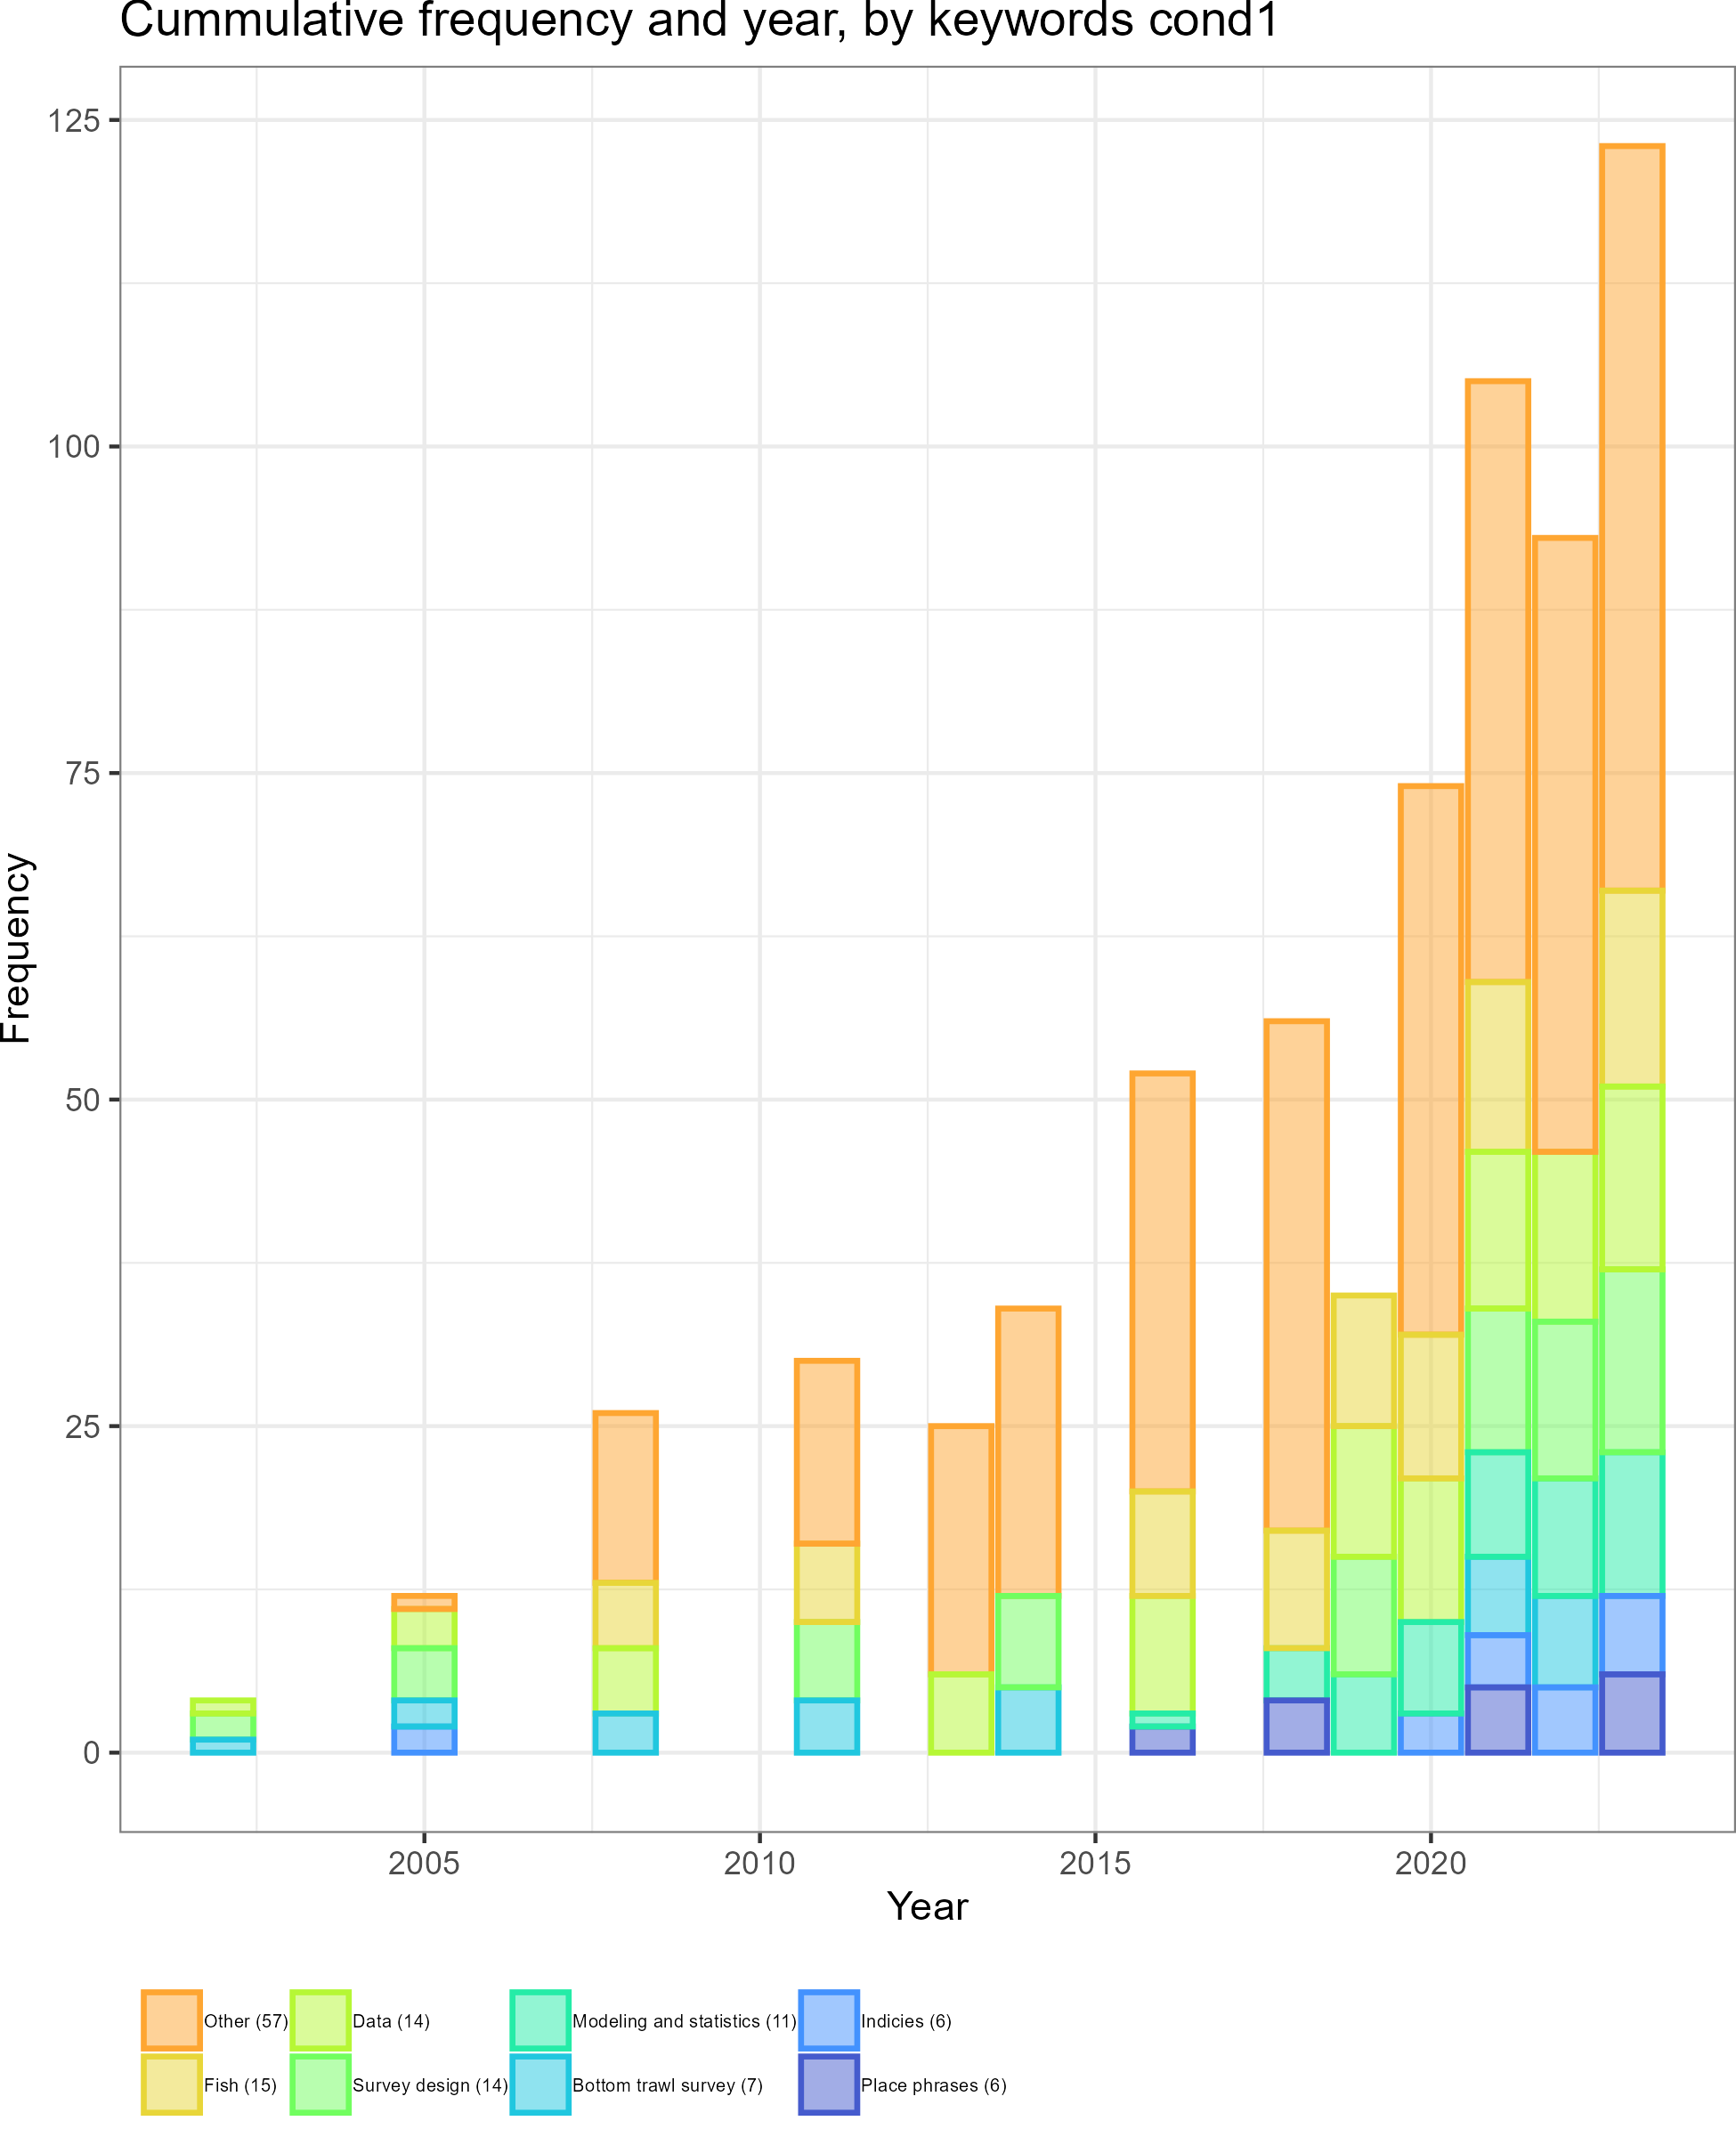 Cummulative frequency and year, by keywords cond1
125
100
75
50
25
0
Frequency
2005 2010 2015 2020
Year
Other (57) Data (14) Modeling and statistics (11) Indicies (6)
Fish (15) Survey design (14) Bottom trawl survey (7) Place phrases (6)